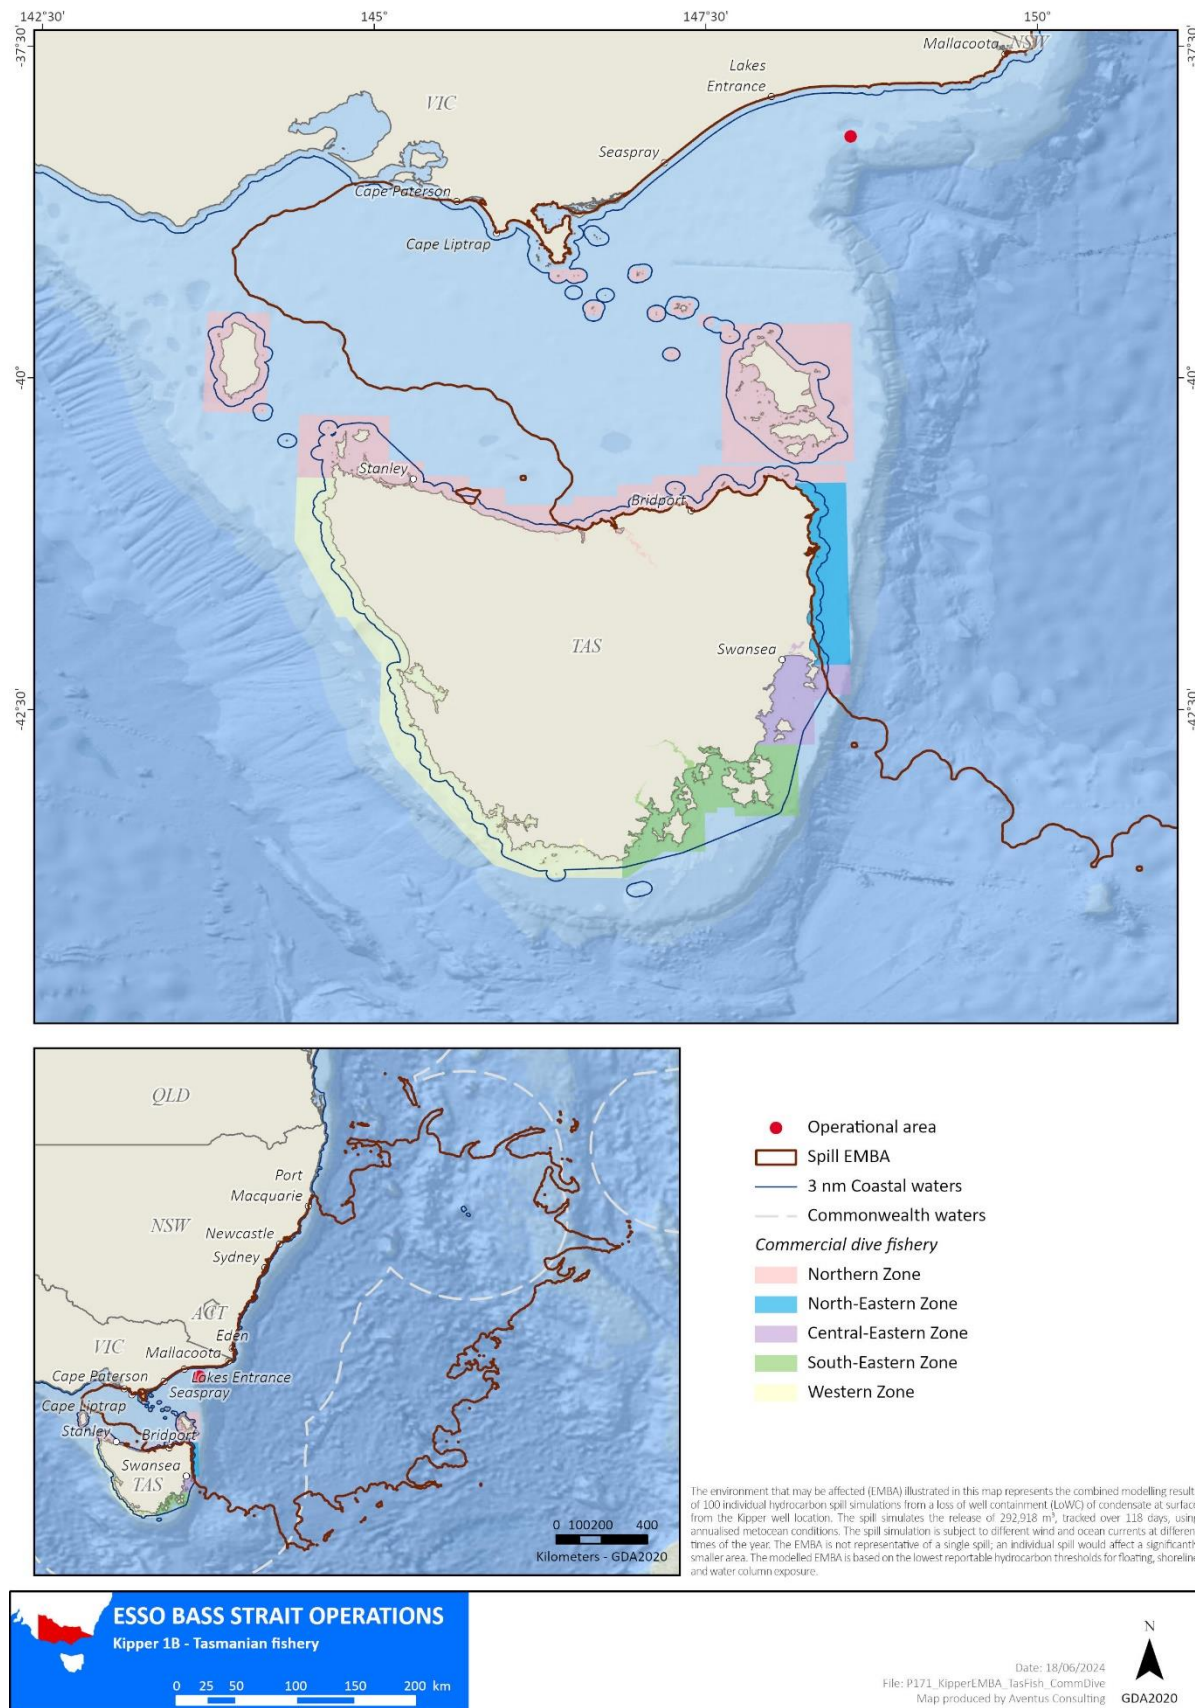 142°30'
145°
147°30'
150°
-37°30'
-37°30'
Mallacoota
NSW
Lakes
Entrance
VIC
Seaspray
Cape Paterson
Cape Liptrap
-40°
-40°
Stanley
Bridport
TAS
Swansea
-42°30'
-42°30'
QLD
Port
Macquarie
NSW
Newcastle
Sydney
ACT
Eden
VIC
Mallacoota
Cape Paterson
Lakes Entrance
Seaspray
Cape Liptrap
Stanley
Bridport
Swansea
TAS
0 100200 400
Kilometers - GDA2020
Operational area
Spill EMBA
3 nm Coastal waters
Commonwealth waters
Commercial dive fishery
Northern Zone
North-Eastern Zone
Central-Eastern Zone
South-Eastern Zone
Western Zone
The environment that may be affected (EMBA) illustrated in this map represents the combined modelling result
of 100 individual hydrocarbon spill simulations from a loss of well containment (LoWC) of condensate at surfac
from the Kipper well location. The spill simulates the release of 292,918 m³, tracked over 118 days, usin
annualised metocean conditions. The spill simulation is subject to different wind and ocean currents at differen
times of the year. The EMBA is not representative of a single spill; an individual spill would affect a significantl
smaller area. The modelled EMBA is based on the lowest reportable hydrocarbon thresholds for floating, shorelin
and water column exposure.
ESSO BASS STRAIT OPERATIONS
Kipper 1B - Tasmanian fishery
0 25 50 100 150 200 km
Date: 18/06/2024
File: P171_KipperEMBA_TasFish_CommDive
Map produced by Aventus Consulting
N
GDA2020